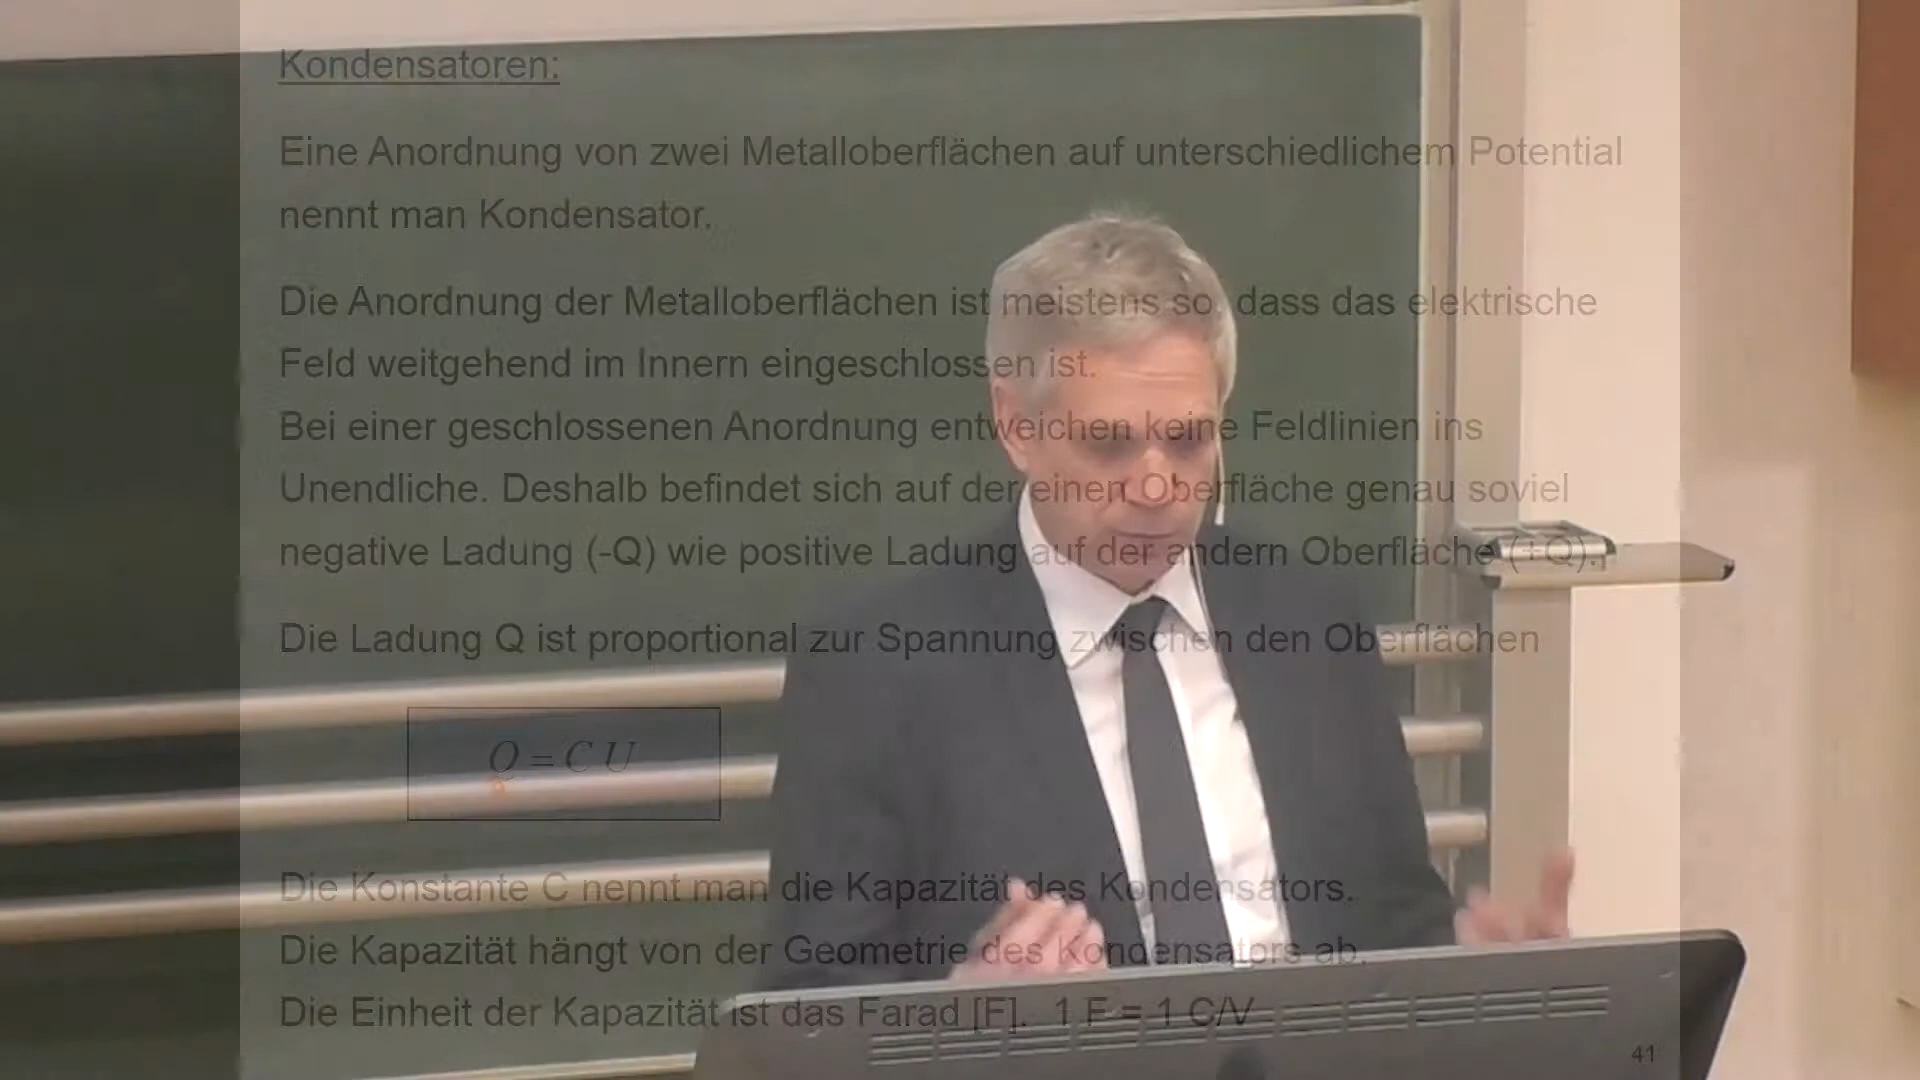 Kondensatoren:
Eine Anordnung von zwei Metalloberflächen auf unterschiedlichem Potential
nennt man Kondensator.
Die Anordnung der Metalloberflächen ist meistens so, dass das elektrische
Feld weitgehend im Innern eingeschlossen ist.
Bei einer geschlossenen Anordnung entweichen keine Feldlinien ins
Unendliche. Deshalb befindet sich auf der einen Oberfläche genau soviel
negative Ladung (-Q) wie positive Ladung auf der andern Oberfläche (+Q).
Die Ladung Q ist proportional zur Spannung zwischen den Oberflächen
Q = C U
Die Konstante C nennt man die Kapazität des Kondensators.
Die Kapazität hängt von der Geometrie des Kondensators ab.
Die Einheit der Kapazität ist das Farad [F]. 1 F = 1 C/V
41